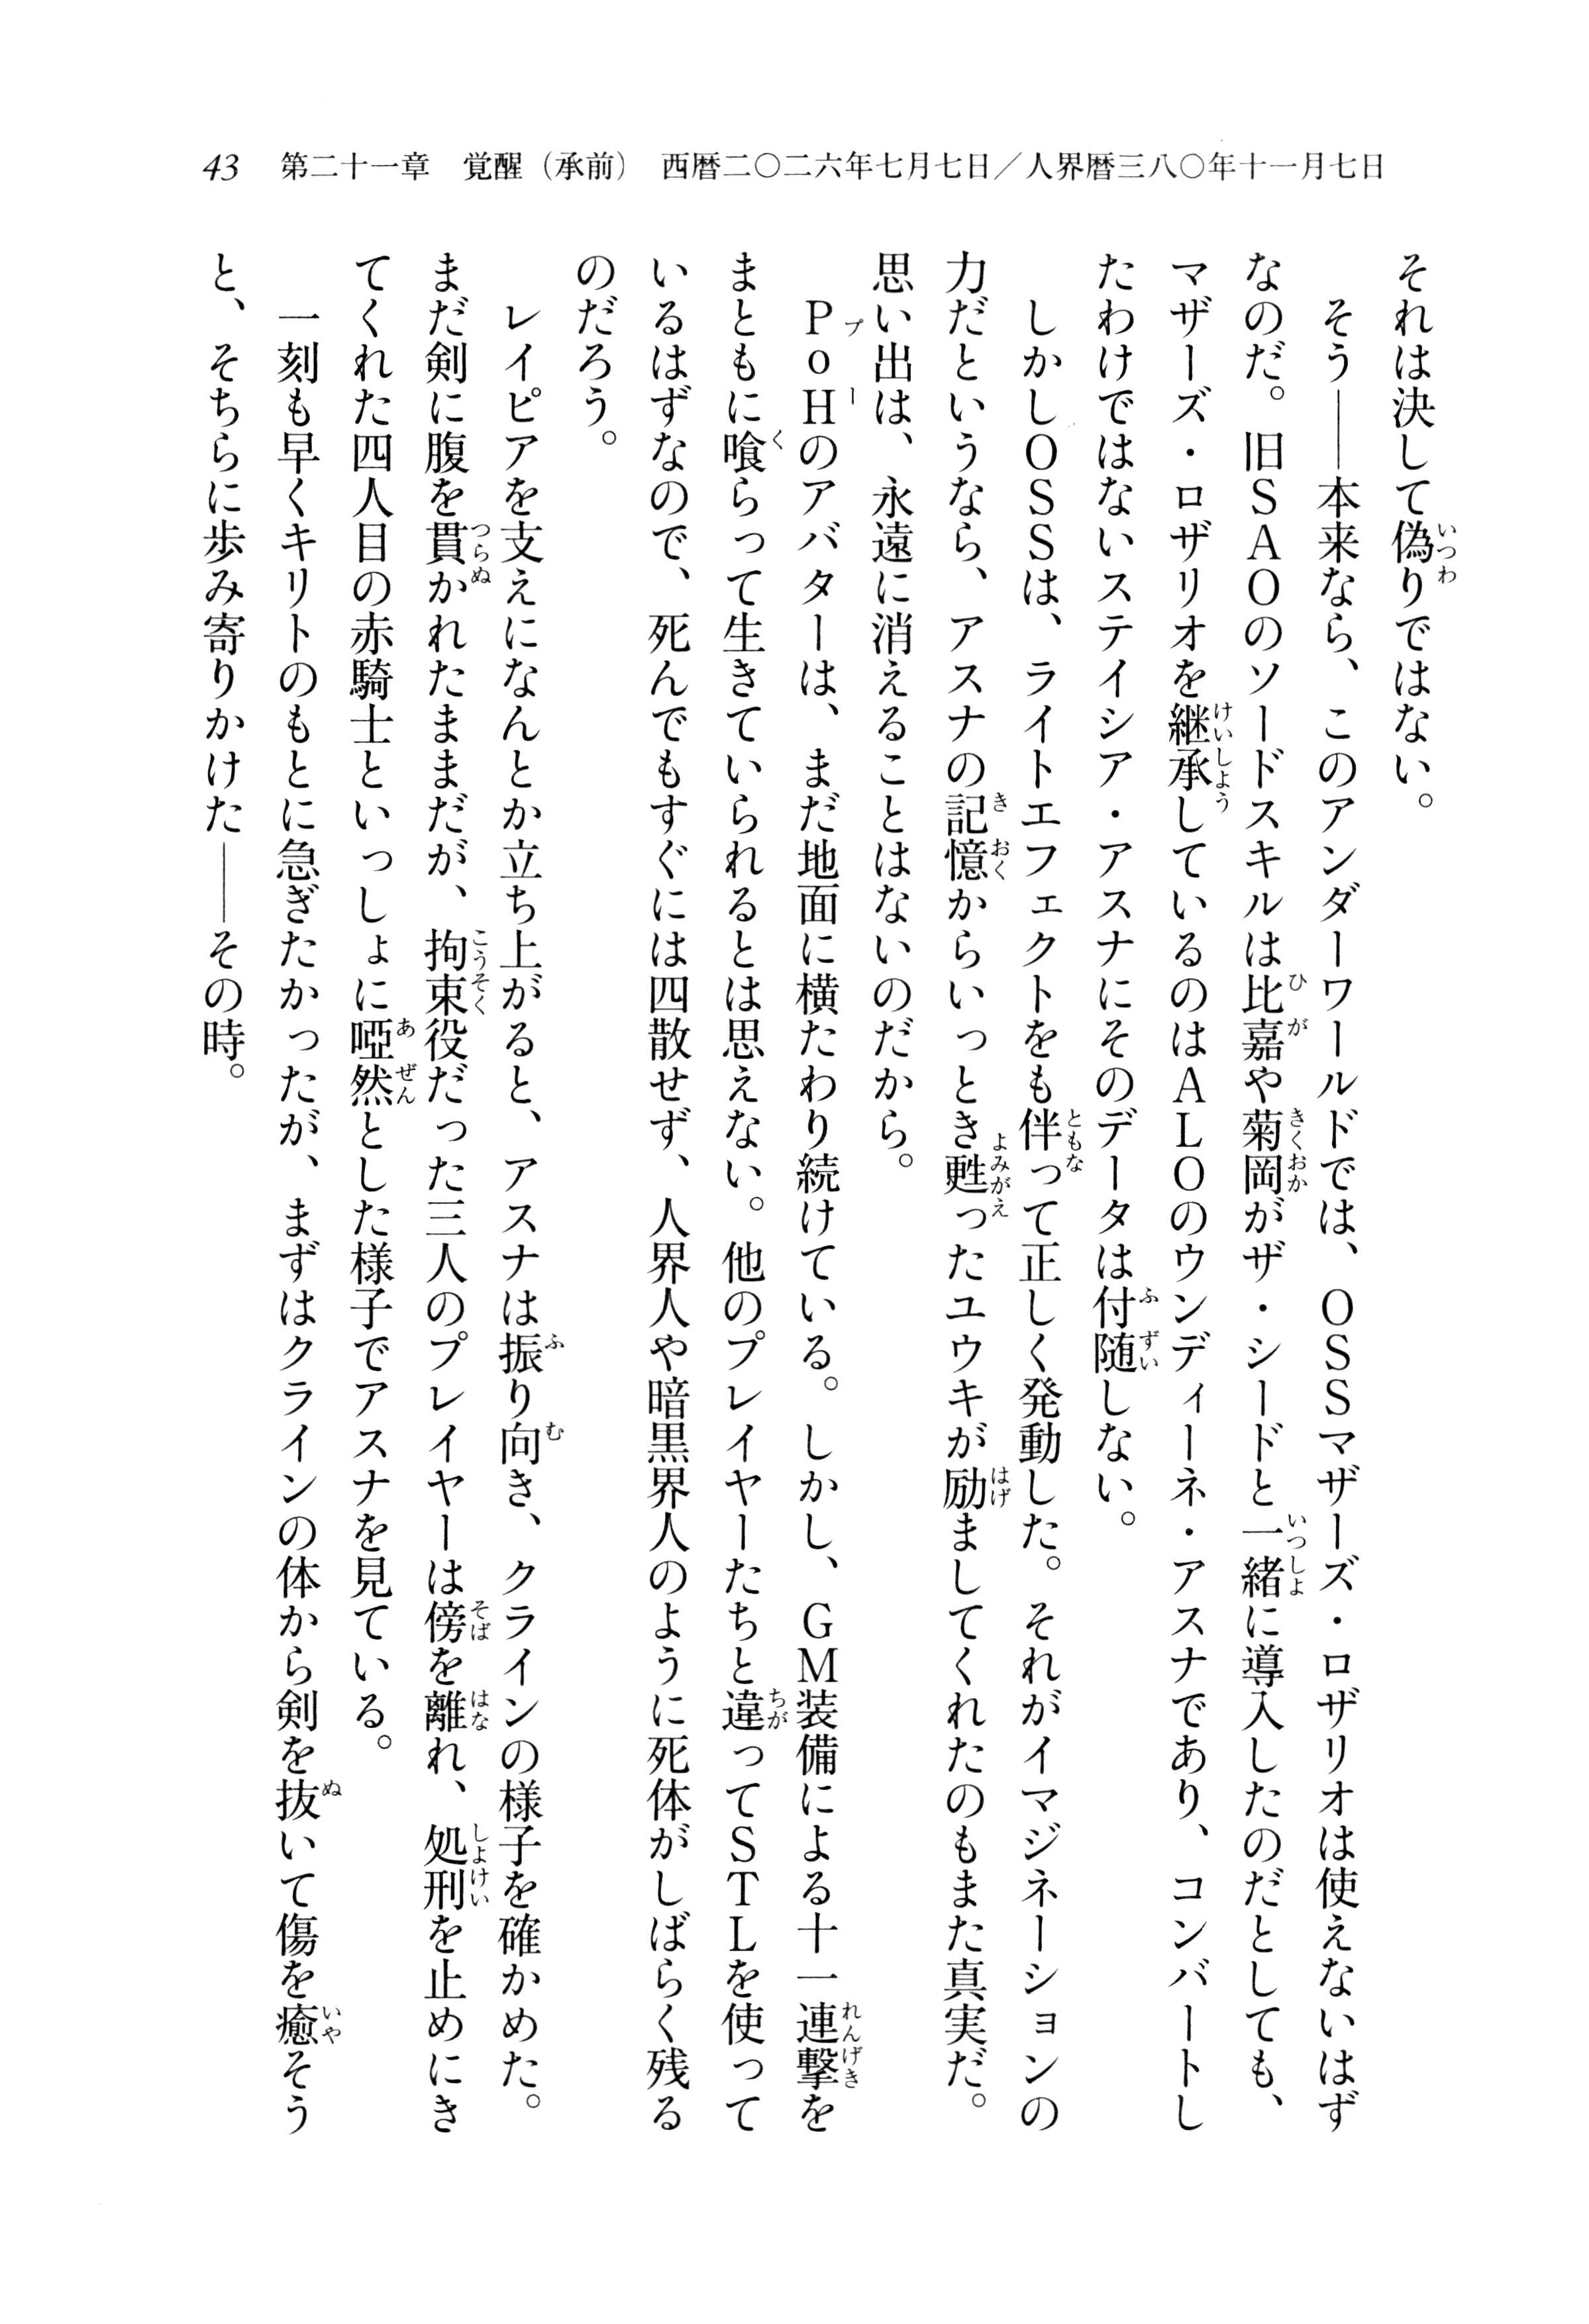 43　第二十一章　覚醒（承前）　西暦二〇二六年七月七日／人界暦三八〇年十一月七日
それは決して偽りではない。
　そう――本来なら、このアンダーワールドでは、ＯＳＳマザーズ・ロザリオは使えないはず
なのだ。旧ＳＡＯのソードスキルは比嘉や菊岡がザ・シードと一緒に導入したのだとしても、
マザーズ・ロザリオを継承しているのはＡＬＯのウンディーネ・アスナであり、コンバートし
たわけではないステイシア・アスナにそのデータは付随しない。
　しかしＯＳＳは、ライトエフェクトをも伴って正しく発動した。それがイマジネーションの
力だというなら、アスナの記憶からいっとき甦ったユウキが励ましてくれたのもまた真実だ。
思い出は、永遠に消えることはないのだから。
　ＰｏＨのアバターは、まだ地面に横たわり続けている。しかし、ＧＭ装備による十一連撃を
まともに喰らって生きていられるとは思えない。他のプレイヤーたちと違ってＳＴＬを使って
いるはずなので、死んでもすぐには四散せず、人界人や暗黒界人のように死体がしばらく残る
のだろう。
　レイピアを支えになんとか立ち上がると、アスナは振り向き、クラインの様子を確かめた。
まだ剣に腹を貫かれたままだが、拘束役だった三人のプレイヤーは傍を離れ、処刑を止めにき
てくれた四人目の赤騎士といっしょに啞然とした様子でアスナを見ている。
　一刻も早くキリトのもとに急ぎたかったが、まずはクラインの体から剣を抜いて傷を癒そう
と、そちらに歩み寄りかけた――その時。